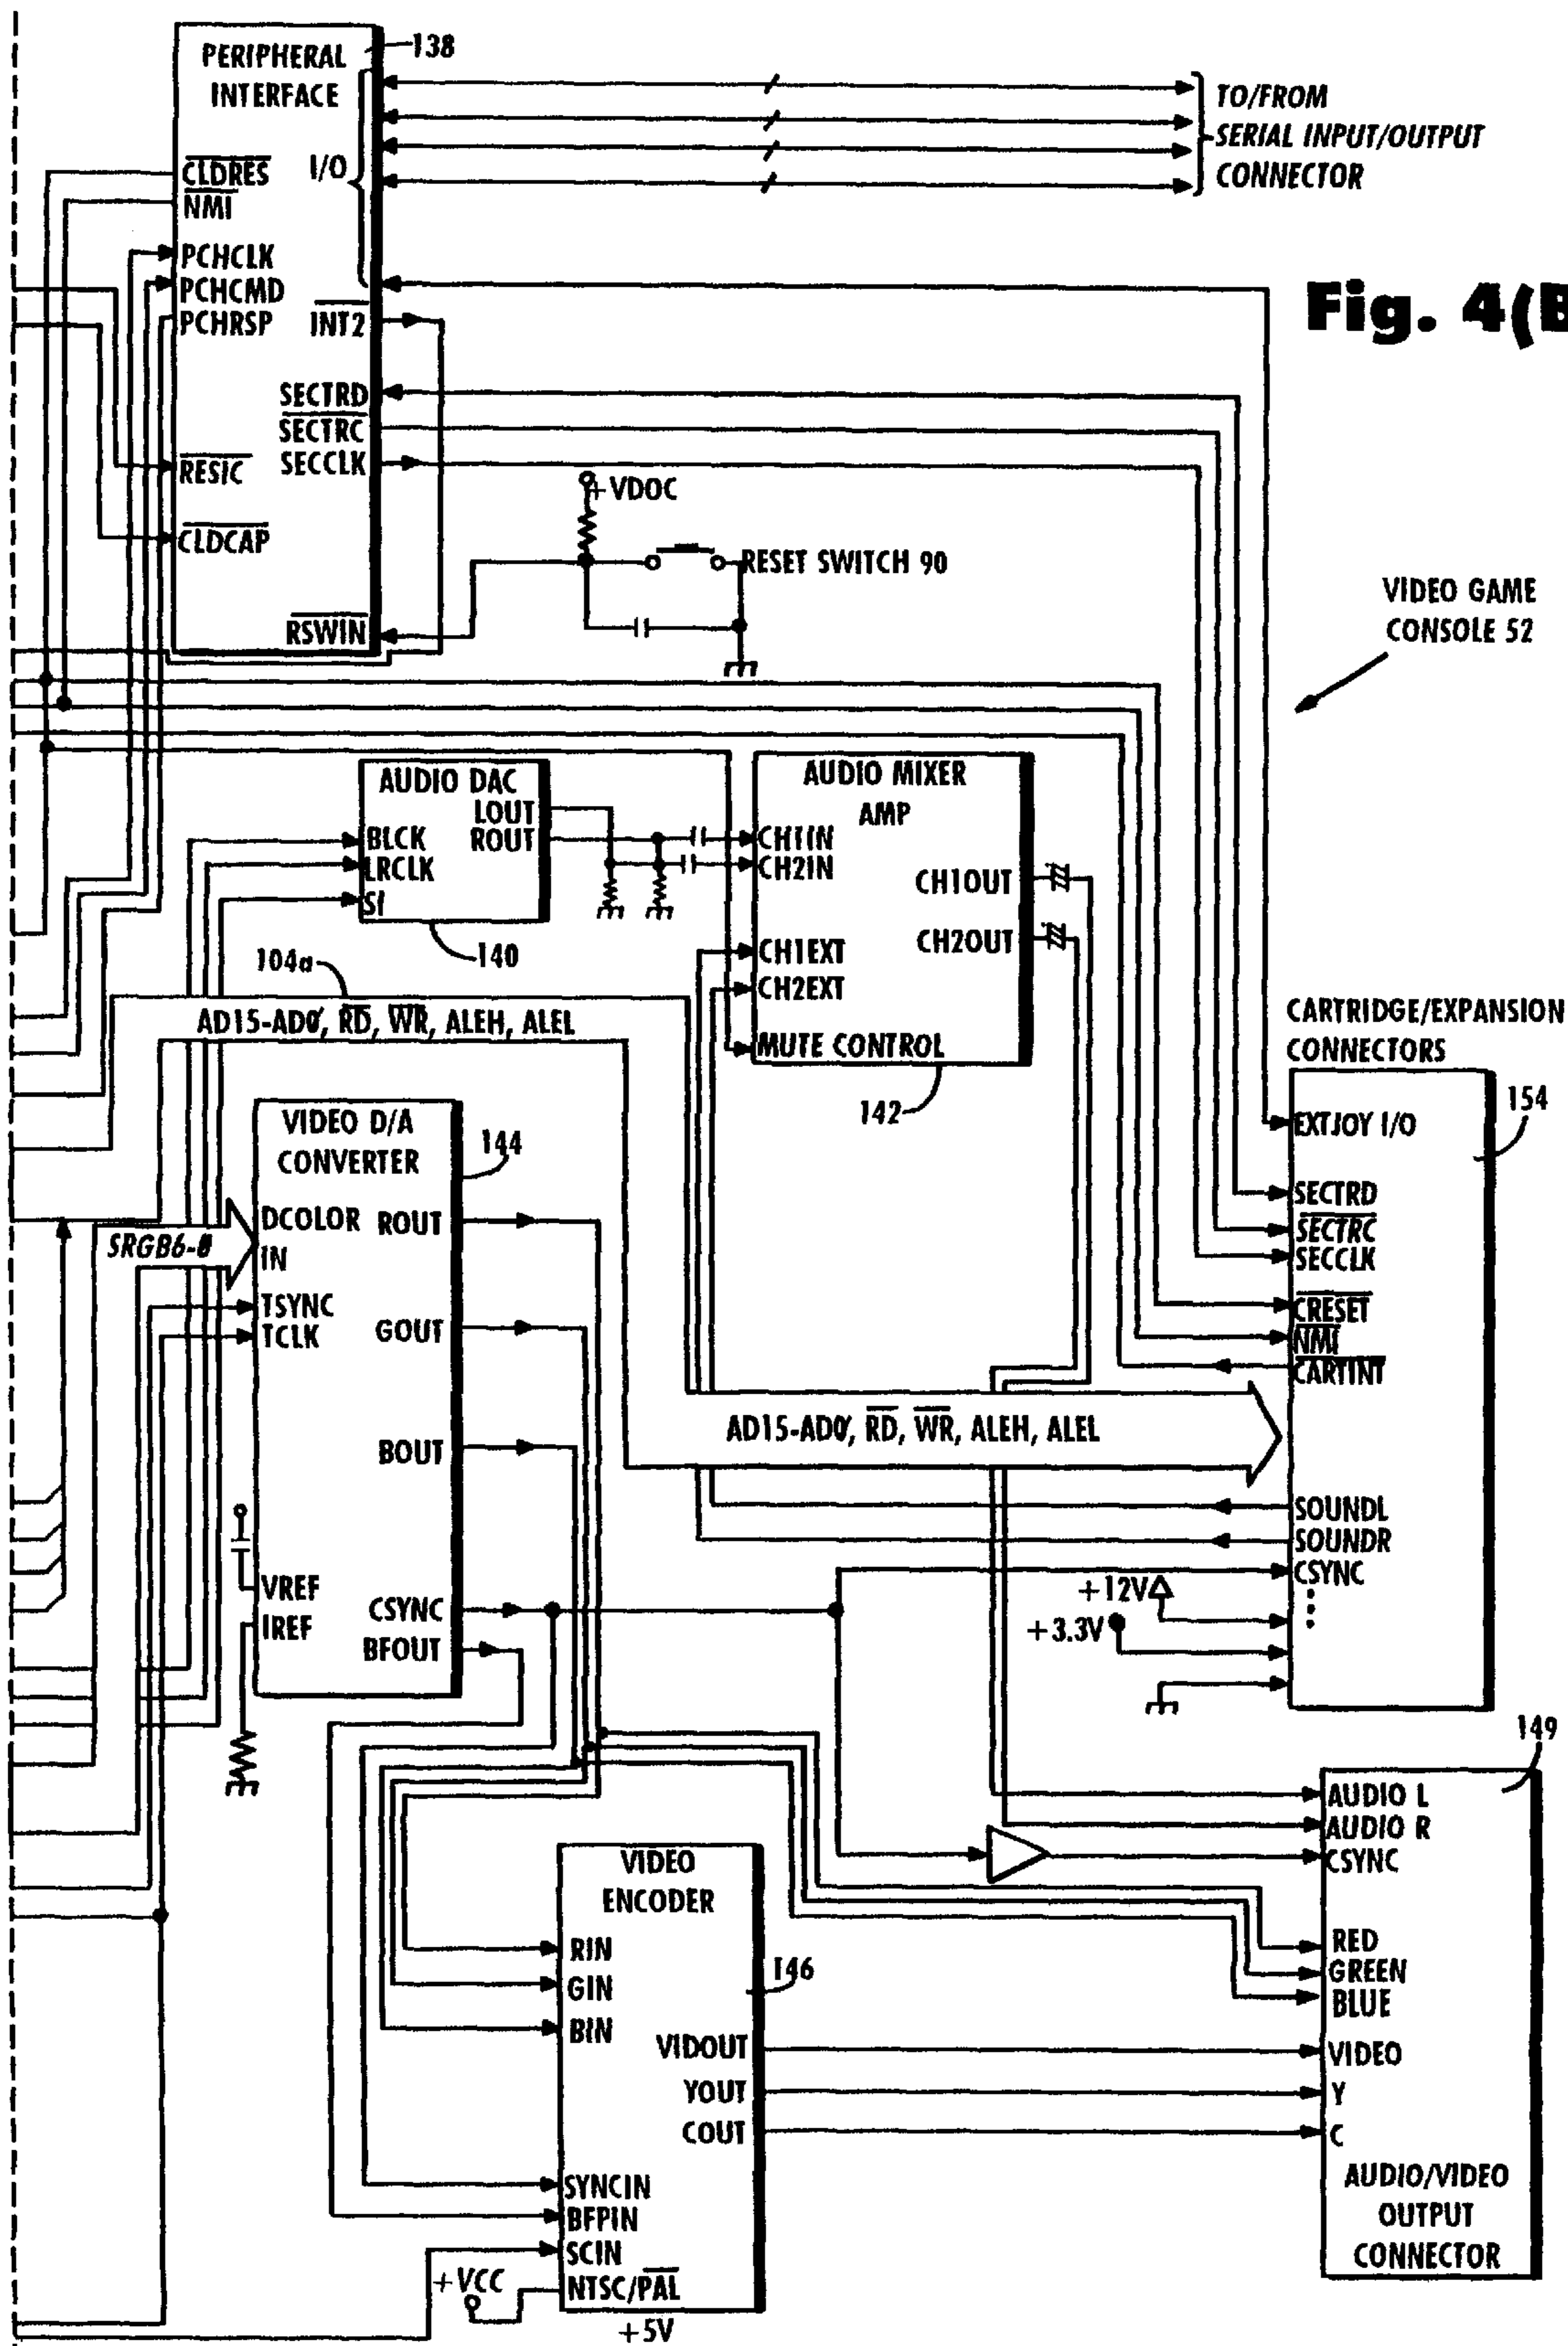 138
PERIPHERAL
INTERFACE
I/O
TO/FROM
SERIAL INPUT/OUTPUT
CONNECTOR
CLDRES
NMI
PCHCLK
PCHCMD
PCHRSP
INT2
Fig. 4(B
SECTRD
SECTRC
SECCLK
RESIC
CLDCAP
RSWIN
+VDOC
RESET SWITCH 90
VIDEO GAME
CONSOLE 52
AUDIO DAC
LOUT
ROUT
BLCK
LRCLK
SI
140
AUDIO MIXER
AMP
CH1IN
CH2IN
CH1OUT
CH2OUT
CH1EXT
CH2EXT
MUTE CONTROL
142
104a
AD15-AD0, RD, WR, ALEH, ALEL
CARTRIDGE/EXPANSION
CONNECTORS
154
EXTJOY I/O
SECTRD
SECTRC
SECCLK
CRESET
NMI
CARTINT
VIDEO D/A
CONVERTER
144
SRGB6-0
DCOLOR
IN
ROUT
TSYNC
TCLK
GOUT
BOUT
AD15-AD0, RD, WR, ALEH, ALEL
SOUNDL
SOUNDR
CSYNC
+12V
+3.3V
VREF
IREF
CSYNC
BFOUT
149
AUDIO L
AUDIO R
CSYNC
RED
GREEN
BLUE
VIDEO
Y
C
AUDIO/VIDEO
OUTPUT
CONNECTOR
VIDEO
ENCODER
146
RIN
GIN
BIN
VIDOUT
YOUT
COUT
SYNCIN
BFPIN
SCIN
NTSC/PAL
+VCC
+5V